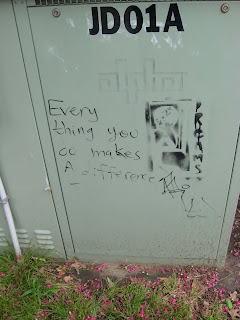 JD01A
Every
thing you
do makes
A difference
DREAMS